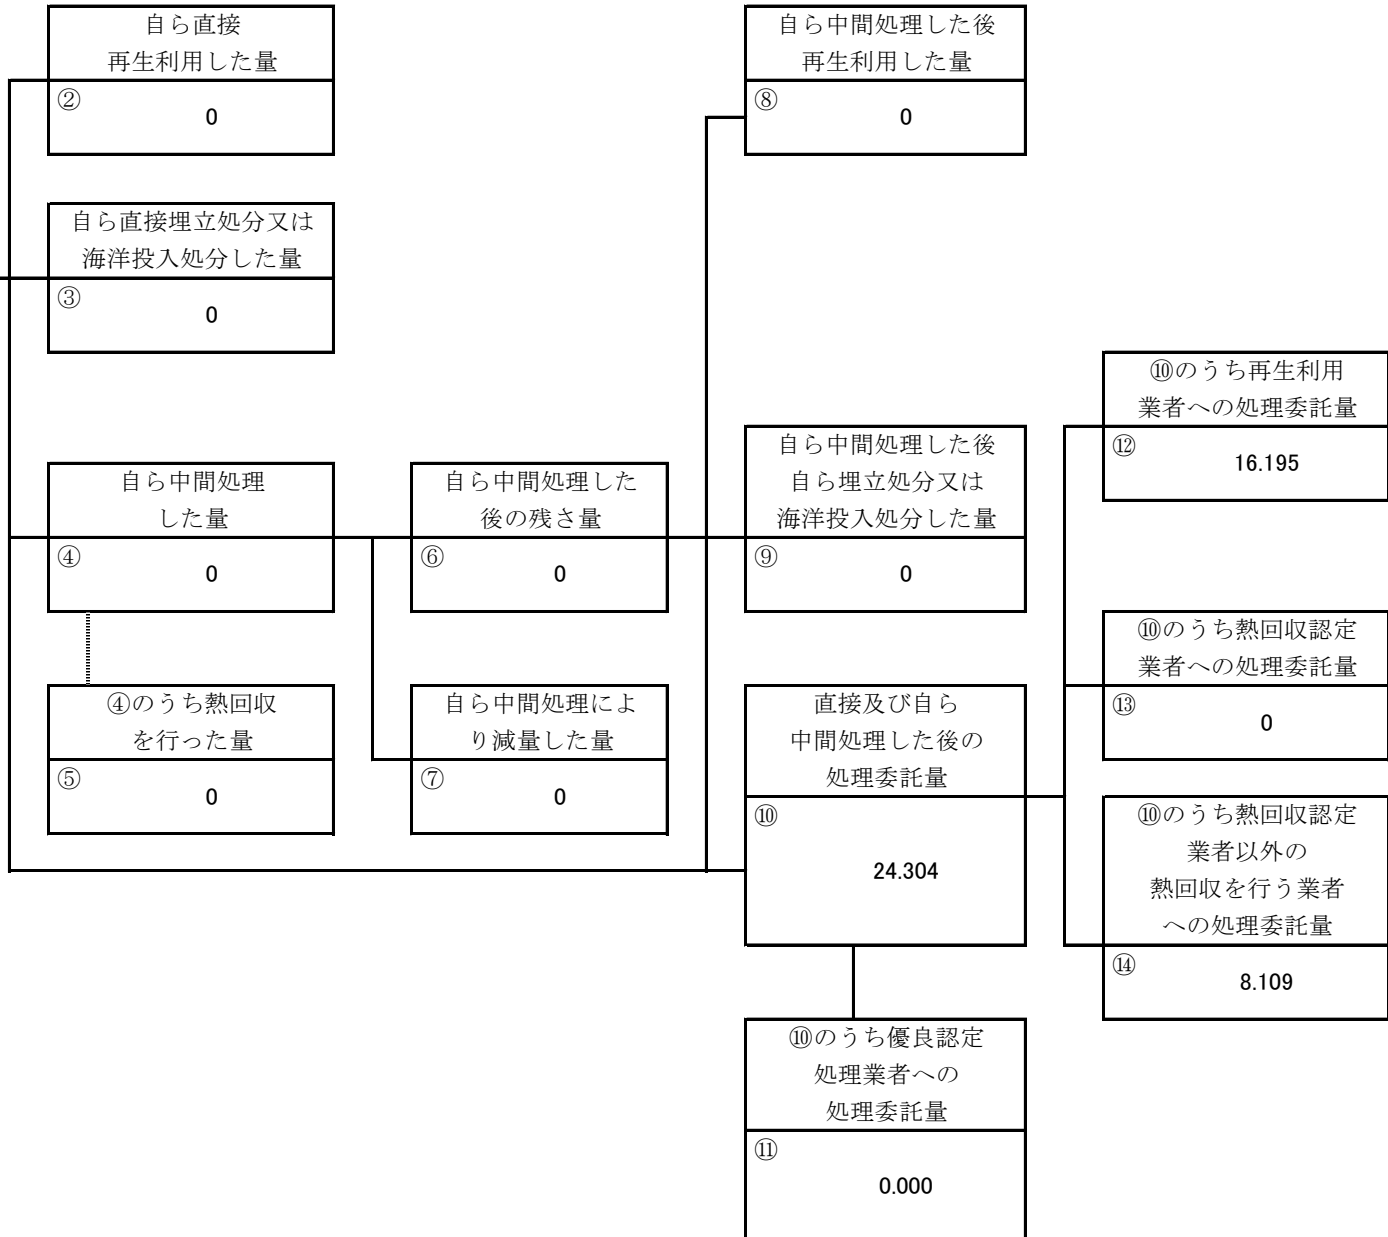 自ら直接
再生利用した量
②
0
自ら中間処理した後
再生利用した量
⑧
0
自ら直接埋立処分又は
海洋投入処分した量
③
0
⑩のうち再生利用
業者への処理委託量
⑫
16.195
自ら中間処理
した量
④
0
自ら中間処理した
後の残さ量
⑥
0
自ら中間処理した後
自ら埋立処分又は
海洋投入処分した量
⑨
0
⑩のうち熱回収認定
業者への処理委託量
⑬
0
④のうち熱回収
を行った量
⑤
0
自ら中間処理によ
り減量した量
⑦
0
直接及び自ら
中間処理した後の
処理委託量
⑩
24.304
⑩のうち熱回収認定
業者以外の
熱回収を行う業者
への処理委託量
⑭
8.109
⑩のうち優良認定
処理業者への
処理委託量
⑪
0.000